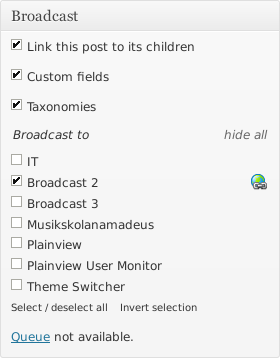 Broadcast
Link this post to its children
Custom fields
Taxonomies
Broadcast to hide all
IT
Broadcast 2
Broadcast 3
Musikskolanamadeus
Plainview
Plainview User Monitor
Theme Switcher
Select / deselect all Invert selection
Queue not available.